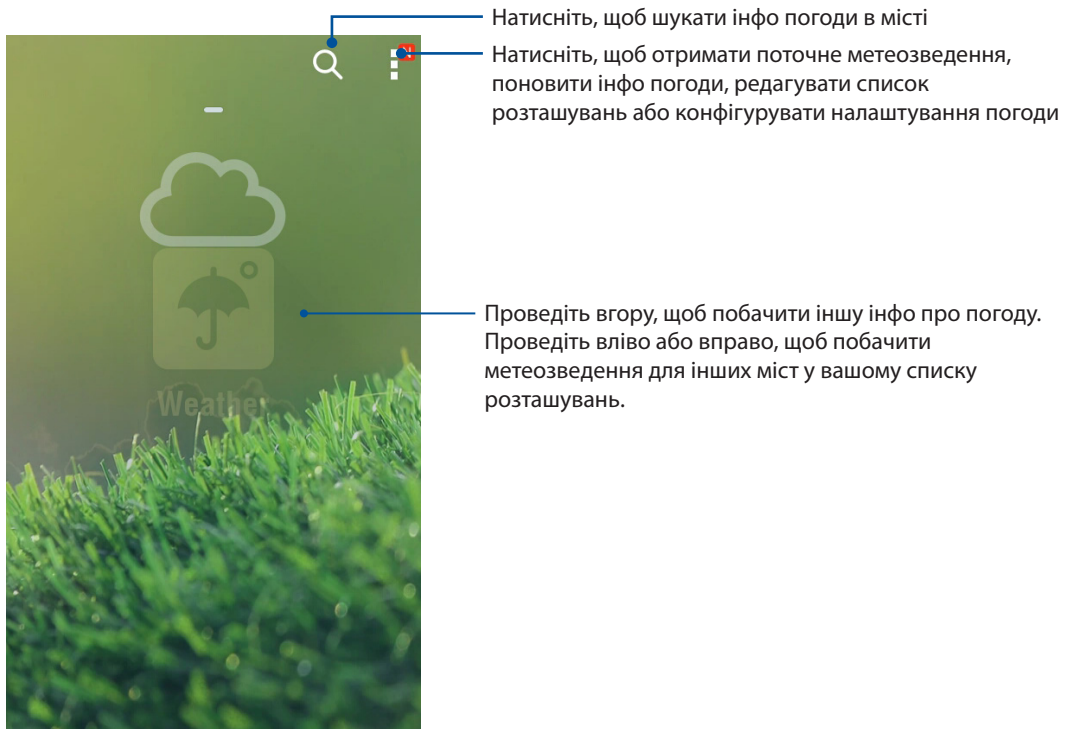 Натисніть, щоб шукати інфо погоди в місті
Натисніть, щоб отримати поточне метеозведення,
поновити інфо погоди, редагувати список
розташувань або конфігурувати налаштування погоди
Проведіть вгору, щоб побачити іншу інфо про погоду.
Проведіть вліво або вправо, щоб побачити
метеозведення для інших міст у вашому списку
розташувань.
Weather